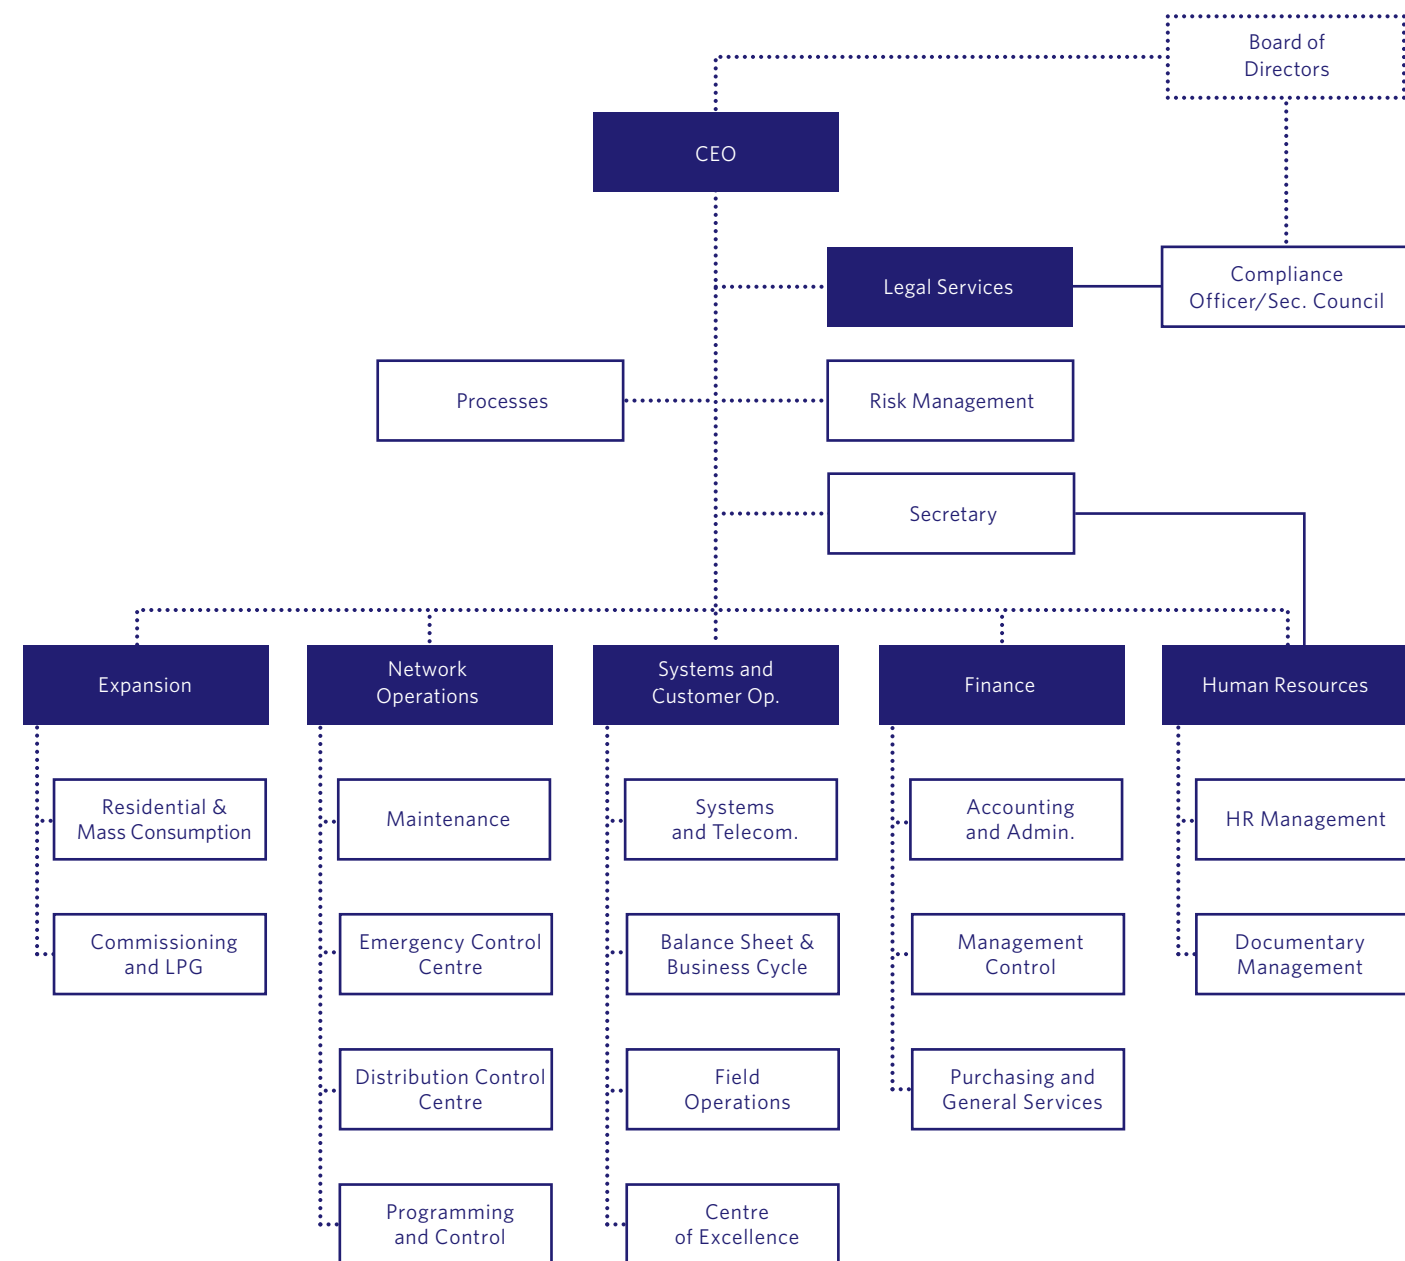 Board of
Directors
CEO
Legal Services
Compliance
Officer/Sec. Council
Processes
Risk Management
Secretary
Expansion
Network
Operations
Systems and
Customer Op.
Finance
Human Resources
Residential &
Mass Consumption
Maintenance
Systems
and Telecom.
Accounting
and Admin.
HR Management
Commissioning
and LPG
Emergency Control
Centre
Balance Sheet &
Business Cycle
Management
Control
Documentary
Management
Distribution Control
Centre
Field
Operations
Purchasing and
General Services
Programming
and Control
Centre
of Excellence